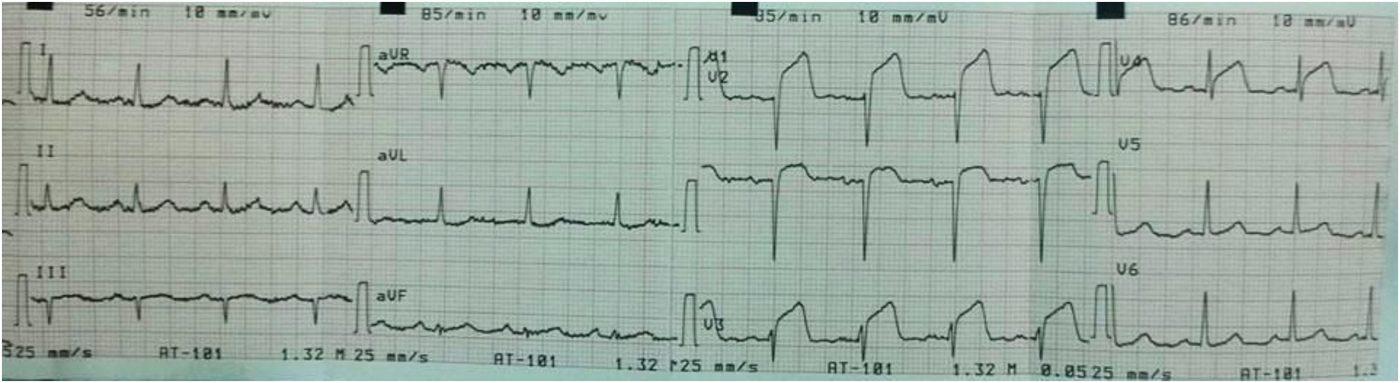 56/min 10 mm/mv 85/min 10 mm/mv 85/min 10 mm/mV 86/min 10 mm/mV
I aVR V2 V4
II aVL V5
III aVF V3 V6
25 mm/s AT-101 1.32 M 25 mm/s AT-101 1.32 25 mm/s AT-101 1.32 M 0.05 25 mm/s AT-101 1.3